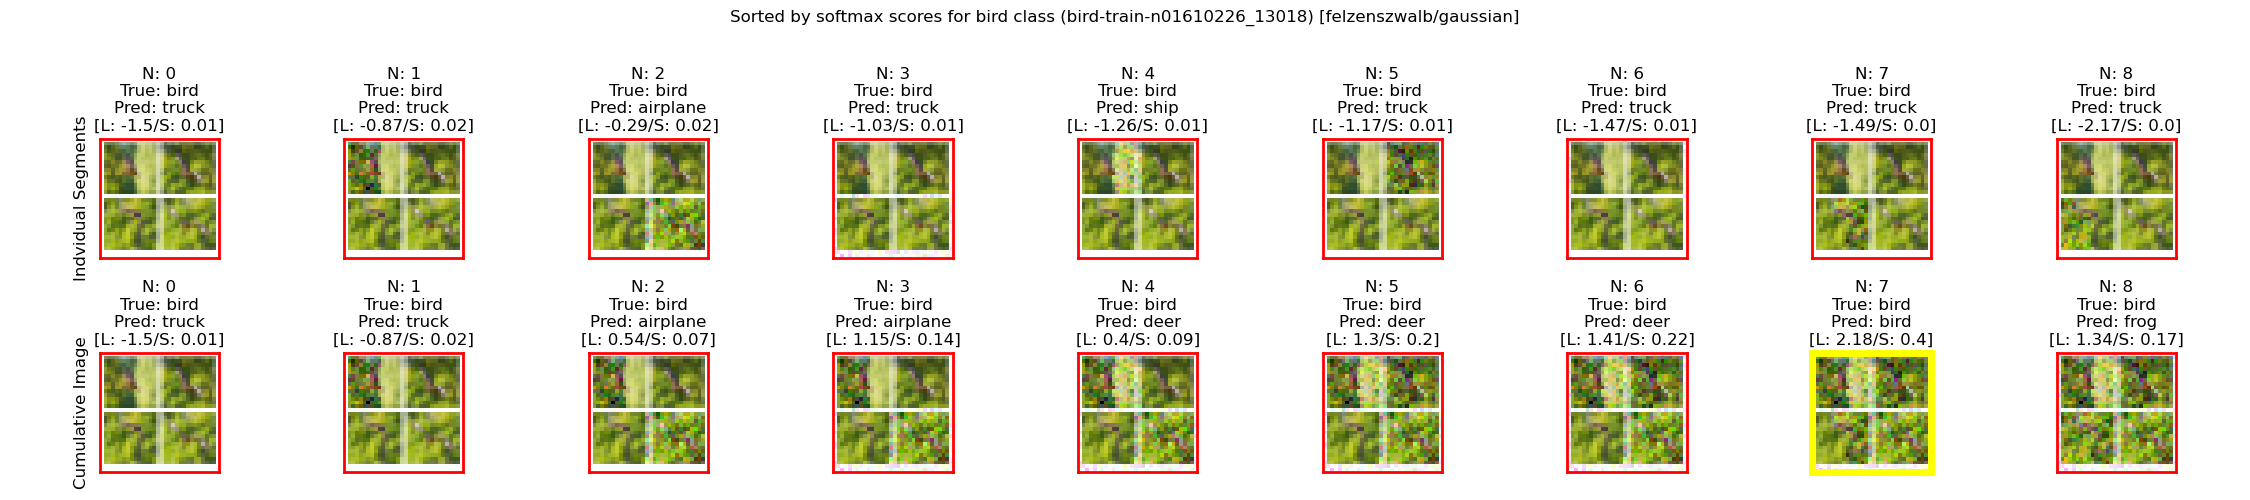 Sorted by softmax scores for bird class (bird-train-n01610226_13018) [felzenszwalb/gaussian]
N: 0
True: bird
Pred: truck
[L: -1.5/S: 0.01]
N: 1
True: bird
Pred: truck
[L: -0.87/S: 0.02]
N: 2
True: bird
Pred: airplane
[L: -0.29/S: 0.02]
N: 3
True: bird
Pred: truck
[L: -1.03/S: 0.01]
N: 4
True: bird
Pred: ship
[L: -1.26/S: 0.01]
N: 5
True: bird
Pred: truck
[L: -1.17/S: 0.01]
N: 6
True: bird
Pred: truck
[L: -1.47/S: 0.01]
N: 7
True: bird
Pred: truck
[L: -1.49/S: 0.0]
N: 8
True: bird
Pred: truck
[L: -2.17/S: 0.0]
Indvidual Segments
N: 0
True: bird
Pred: truck
[L: -1.5/S: 0.01]
N: 1
True: bird
Pred: truck
[L: -0.87/S: 0.02]
N: 2
True: bird
Pred: airplane
[L: 0.54/S: 0.07]
N: 3
True: bird
Pred: airplane
[L: 1.15/S: 0.14]
N: 4
True: bird
Pred: deer
[L: 0.4/S: 0.09]
N: 5
True: bird
Pred: deer
[L: 1.3/S: 0.2]
N: 6
True: bird
Pred: deer
[L: 1.41/S: 0.22]
N: 7
True: bird
Pred: bird
[L: 2.18/S: 0.4]
N: 8
True: bird
Pred: frog
[L: 1.34/S: 0.17]
Cumulative Image